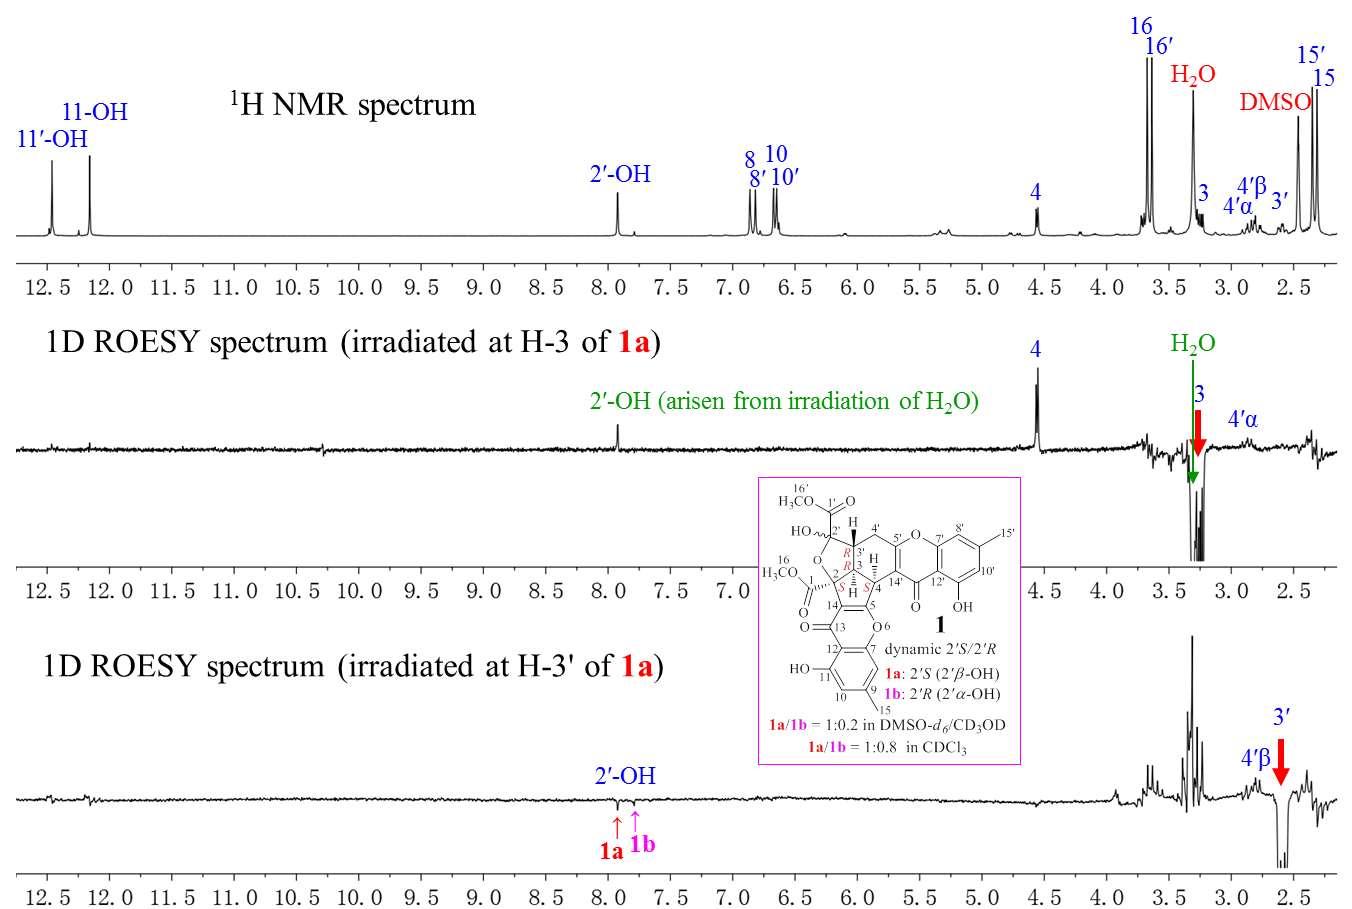 16
16′
H2O
15′
15
DMSO
11-OH
11′-OH
1H NMR spectrum
2′-OH
8
8′
10
10′
4
3
4′α
4′β
3′
12.5 12.0 11.5 11.0 10.5 10.0 9.5 9.0 8.5 8.0 7.5 7.0 6.5 6.0 5.5 5.0 4.5 4.0 3.5 3.0 2.5
1D ROESY spectrum (irradiated at H-3 of 1a)
4
H2O
3
2′-OH (arisen from irradiation of H2O)
4′α
12.5 12.0 11.5 11.0 10.5 10.0 9.5 9.0 8.5 8.0 7.5 7.0 4.5 4.0 3.5 3.0 2.5
16′
H3CO
O
1′
HO
2′
H
4′
3′
R
5′
O
7′
8′
15′
10′
12′
14′
O
OH
16
H3CO
1
O
O
2
S
R
3
H
H
S
4
14
5
13
O
O6
12
7
HO
11
10
9
15
1
dynamic 2′S/2′R
1a: 2′S (2′β-OH)
1b: 2′R (2′α-OH)
1a/1b = 1:0.2 in DMSO-d6/CD3OD
1a/1b = 1:0.8 in CDCl3
1D ROESY spectrum (irradiated at H-3' of 1a)
3′
4′β
2′-OH
1a
1b
12.5 12.0 11.5 11.0 10.5 10.0 9.5 9.0 8.5 8.0 7.5 7.0 6.5 6.0 5.5 5.0 4.5 4.0 3.5 3.0 2.5